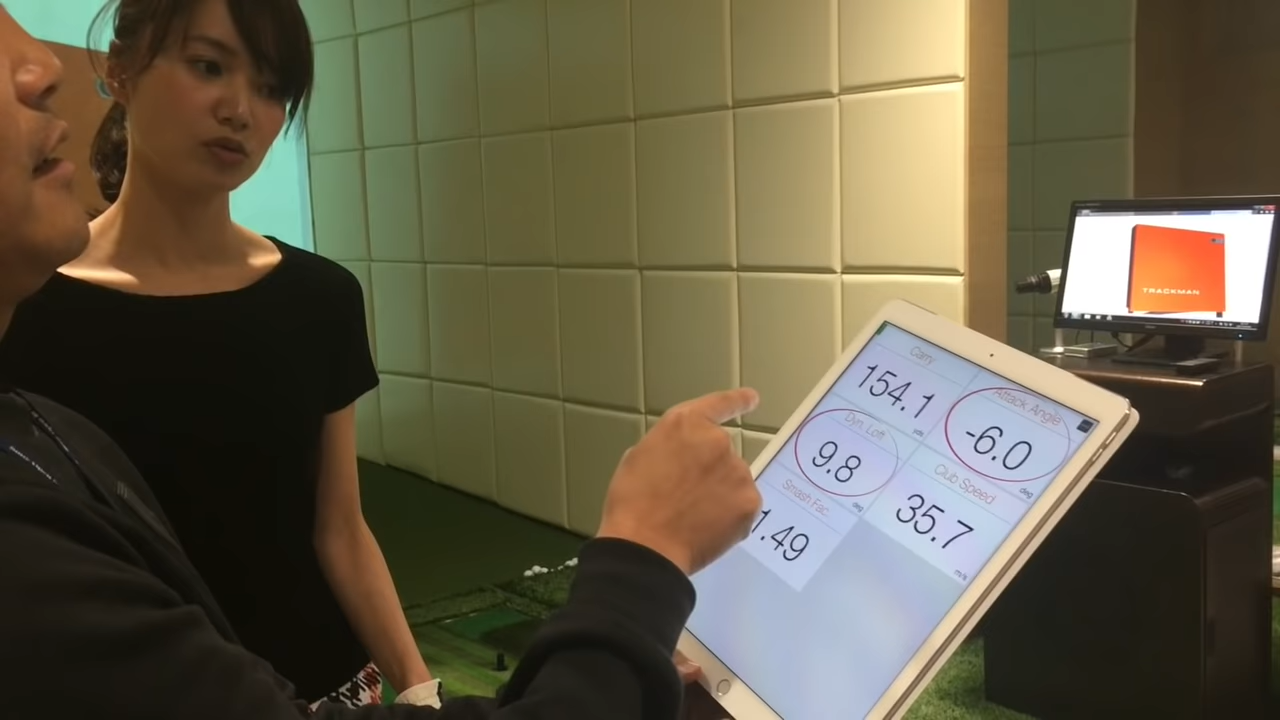 Carry
154.1
yds
Attack Angle
-6.0
deg
Dyn. Loft
9.8
deg
Club Speed
35.7
m/s
Smash Fac.
1.49
TRACKMAN